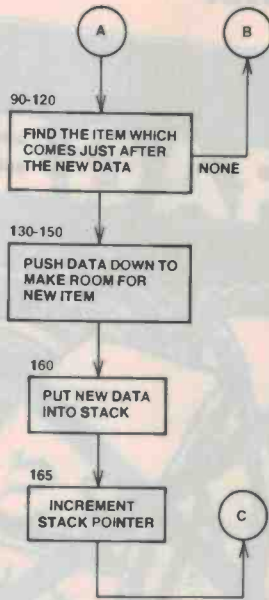 A
B
90-120
FIND THE ITEM WHICH
COMES JUST AFTER
THE NEW DATA
NONE
130-150
PUSH DATA DOWN TO
MAKE ROOM FOR
NEW ITEM
160
PUT NEW DATA
INTO STACK
165
INCREMENT
STACK POINTER
C